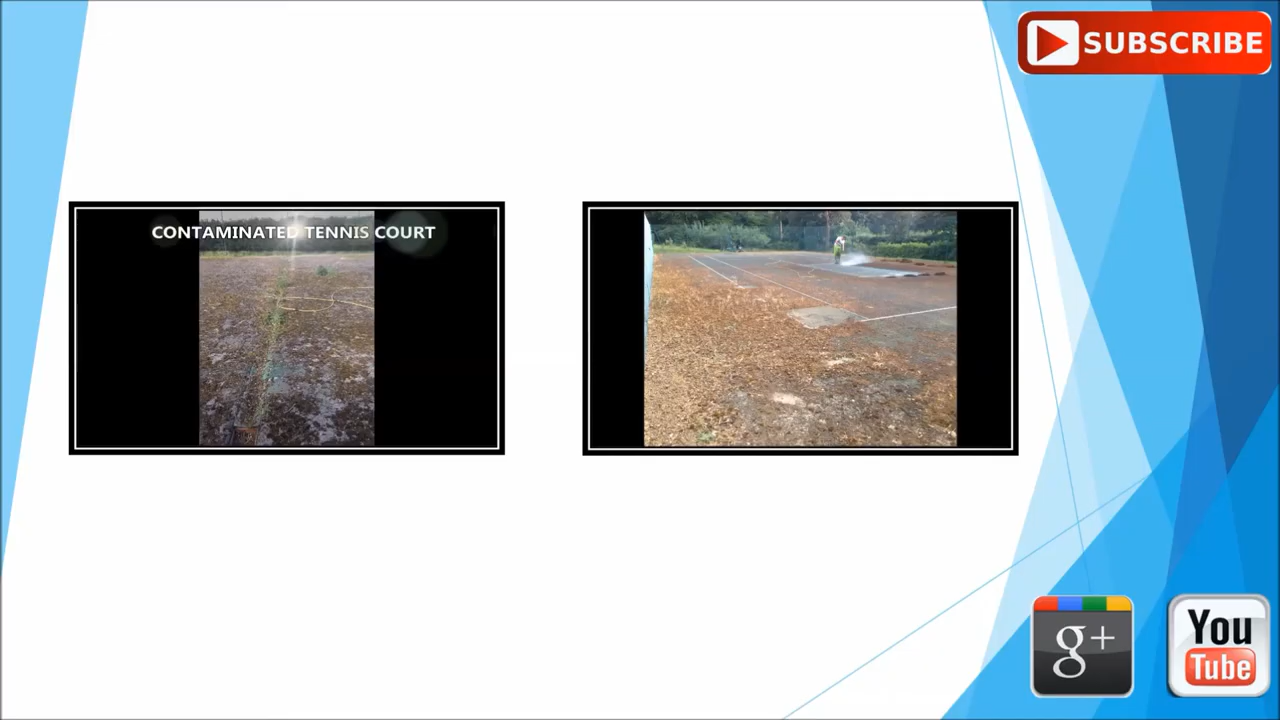 SUBSCRIBE
CONTAMINATED TENNIS COURT
g+
You
Tube